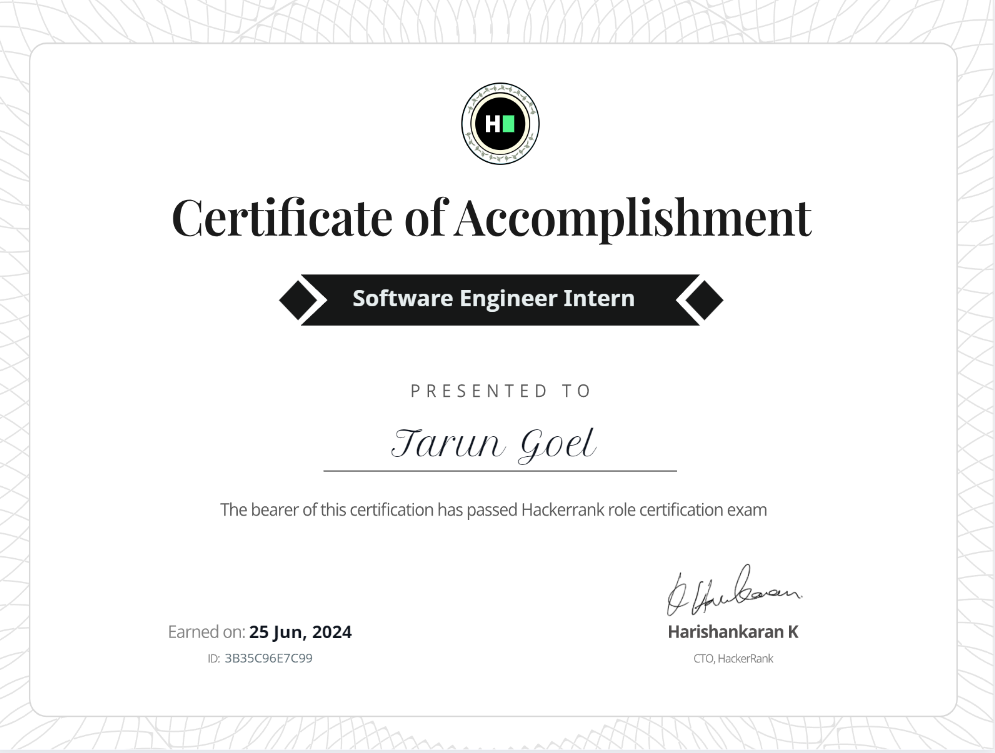 H
Certificate of Accomplishment
Software Engineer Intern
PRESENTED TO
Tarun Goel
The bearer of this certification has passed Hackerrank role certification exam
Earned on: 25 Jun, 2024
ID: 3B35C96E7C99
Harishankaran K
CTO, HackerRank